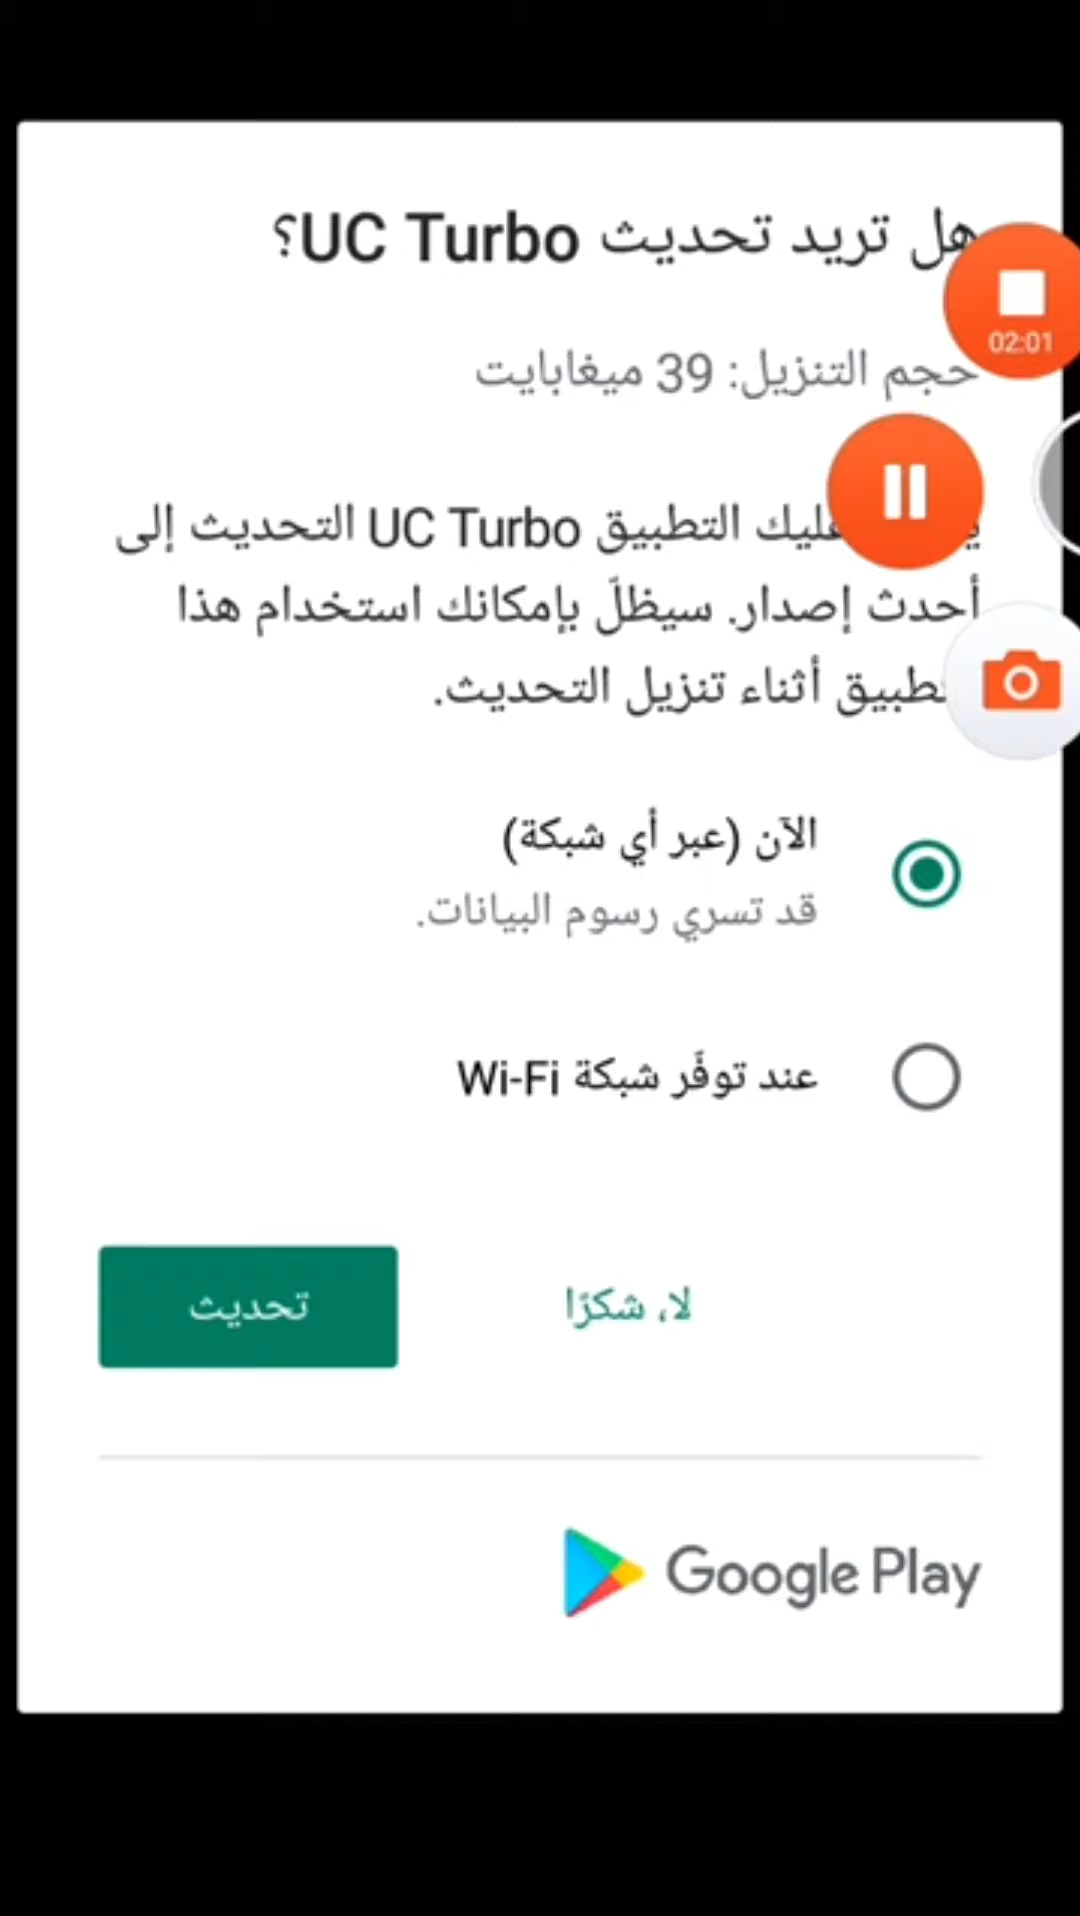 هل تريد تحديث UC Turbo؟
02:01
حجم التنزيل: 39 ميغابايت
التطبيق UC Turbo التحديث إلى
أحدث إصدار. سيظلّ بإمكانك استخدام هذا
أثناء تنزيل التحديث.
الآن (عبر أي شبكة)
قد تسري رسوم البيانات.
عند توفَّر شبكة Wi-Fi
لا، شكرًا
تحديث
Google Play